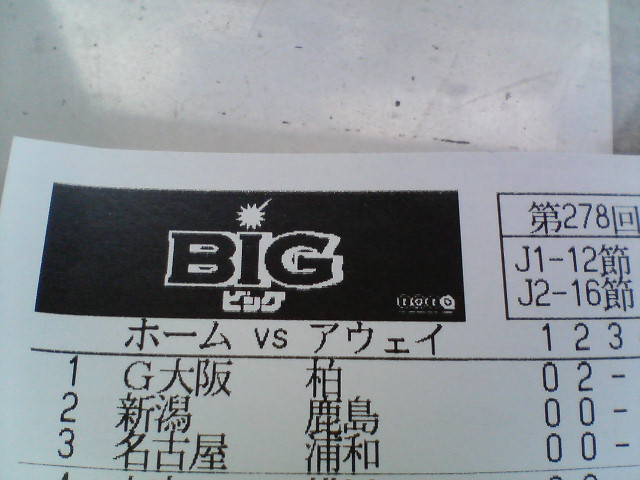 BIG
ビッグ
第278回
J1-12節
J2-16節
ホーム vs アウェイ 1 2 3
1 G大阪 柏 0 2 -
2 新潟 鹿島 0 0 -
3 名古屋 浦和 0 0 -